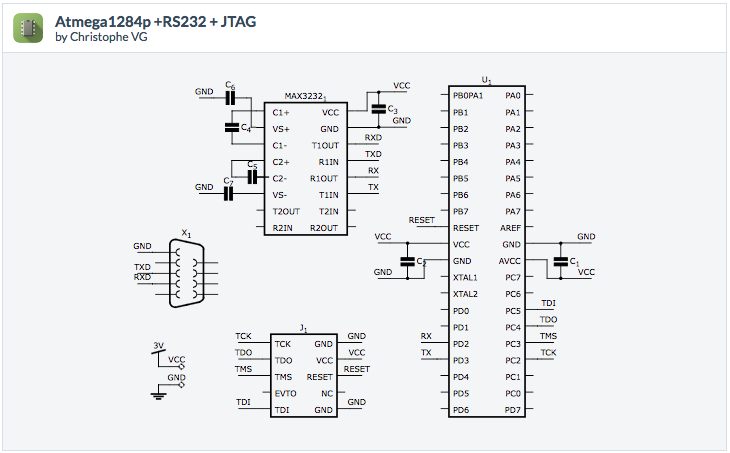 Atmega1284p +RS232 + JTAG
by Christophe VG
C6
GND
MAX3232 1
C1+ VCC
VCC
C3
VS+ GND
GND
C4
C1- T1OUT
RXD
C2+ R1IN
TXD
C5
C2- R1OUT
RX
C7
GND
VS- T1IN
TX
T2OUT T2IN
R2IN R2OUT
U1
PB0PA1 PA0
PB1 PA1
PB2 PA2
PB3 PA3
PB4 PA4
PB5 PA5
PB6 PA6
PB7 PA7
RESET
RESET AREF
VCC
VCC GND
GND
C2
GND AVCC
C1
GND
XTAL1 PC7
VCC
XTAL2 PC6
PD0 PC5
TDI
PD1 PC4
TDO
RX
PD2 PC3
TMS
TX
PD3 PC2
TCK
PD4 PC1
PD5 PC0
PD6 PD7
X1
GND
TXD
RXD
3V
VCC
GND
J1
TCK
TCK GND
GND
TDO
TDO VCC
VCC
TMS
TMS RESET
RESET
EVTO NC
TDI
TDI GND
GND